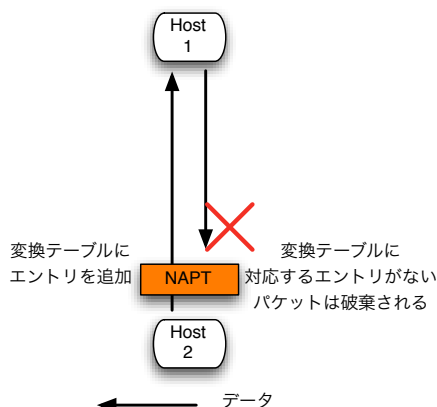 Host
1
変換テーブルに
エントリを追加
NAPT
変換テーブルに
対応するエントリがない
パケットは破棄される
Host
2
データ